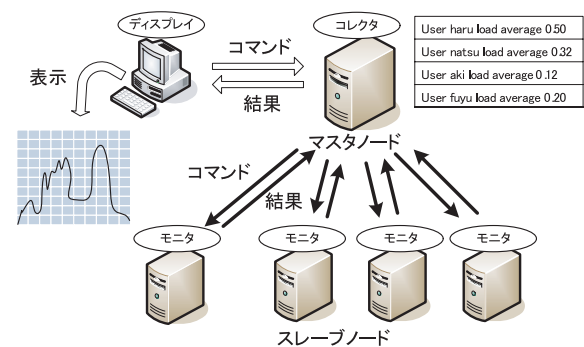 ディスプレイ
コレクタ
コマンド
結果
表示
User haru load average 0.50
User natsu load average 0.32
User aki load average 0.12
User fuyu load average 0.20
マスタノード
コマンド
結果
モニタ
モニタ
モニタ
モニタ
スレーブノード